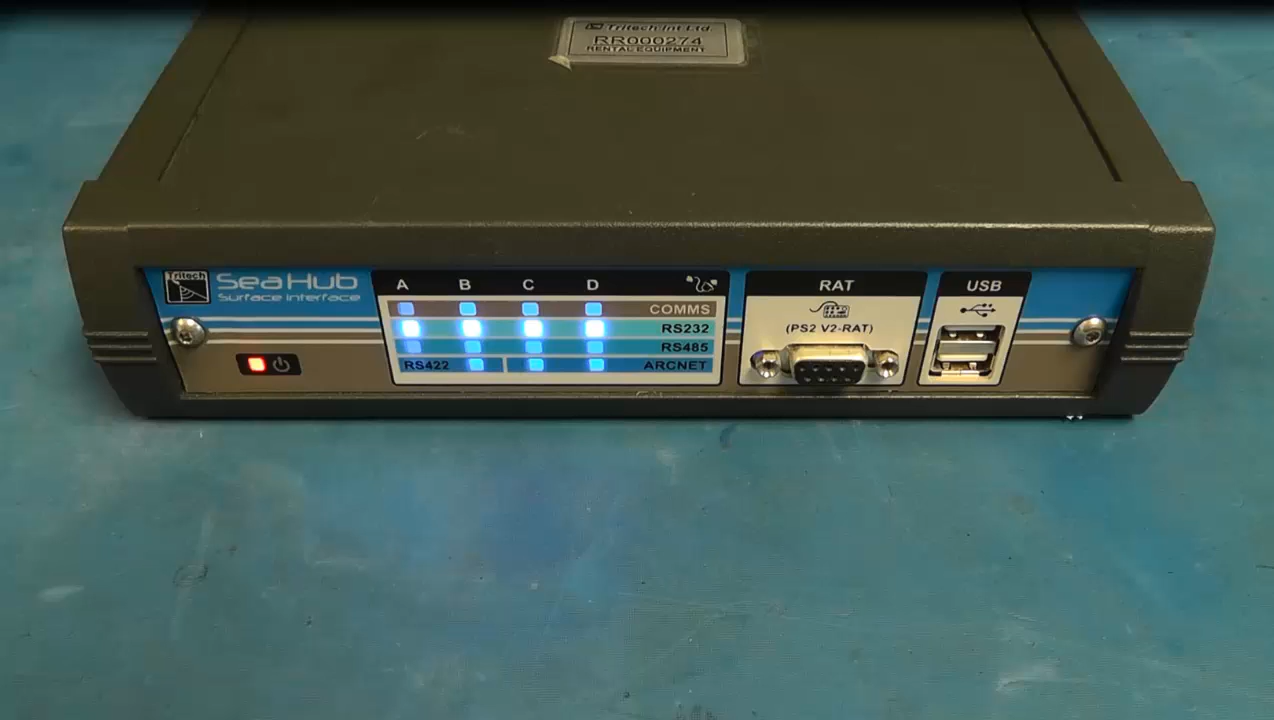 Tritech Int Ltd.
RR000274
RENTAL EQUIPMENT
Tritech
SeaHub
Surface interface
A B C D
COMMS
RS232
RS485
RS422 ARCNET
RAT
(PS2 V2-RAT)
USB